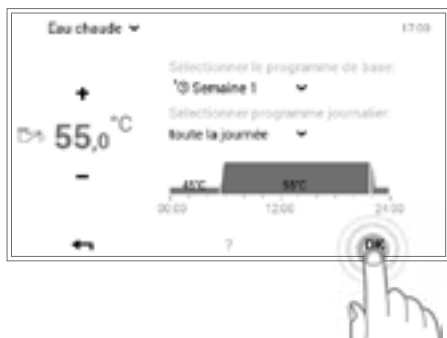 Eau chaude
17:03
Sélectionner le programme de base:
Semaine 1
+
55,0 °C
Sélectionner programme journalier:
toute la journée
−
45°C 55°C
00:00 12:00 24:00
?
OK